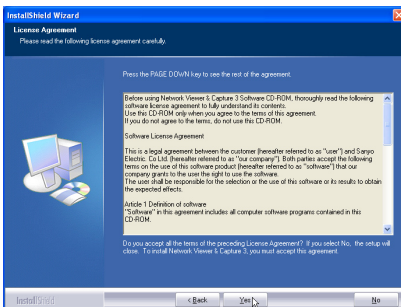 InstallShield Wizard
License Agreement
Please read the following license agreement carefully.
Press the PAGE DOWN key to see the rest of the agreement.
Before using Network Viewer & Capture 3 Software CD-ROM, thoroughly read the following
software license agreement to fully understand its contents.
Use this CD-ROM only when you agree to the terms of this agreement.
If you do not agree to the terms, do not use this CD-ROM.
Software License Agreement
This is a legal agreement between the customer (hereafter referred to as "user") and Sanyo
Electric. Co Ltd. (hereafter referred to as "our company"). Both parties accept the following
terms on the use of this software product (hereafter referred to as "software") that our
company grants to the user the right to use the software.
The user shall be responsible for the selection or the use of this software or its results to obtain
the expected effects.
Article 1 Definition of software
"Software" in this agreement includes all computer software programs contained in this
CD-ROM.
Do you accept all the terms of the preceding License Agreement? If you select No, the setup will
close. To install Network Viewer & Capture 3, you must accept this agreement.
InstallShield
< Back
Yes
No